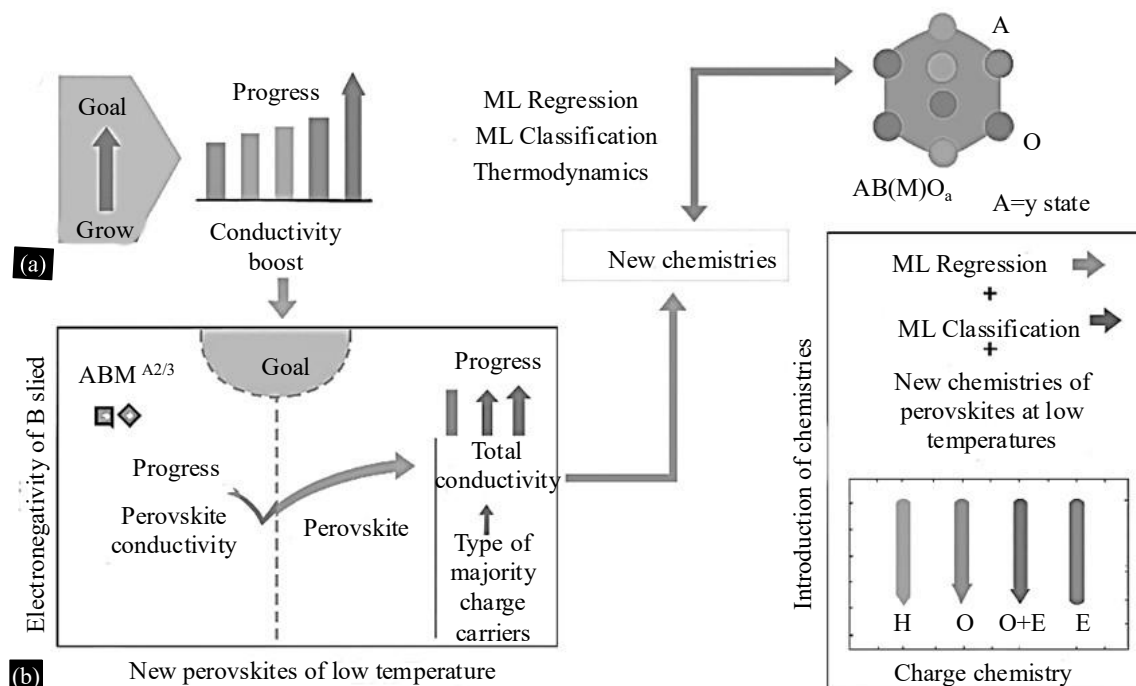 Goal
Grow
(a)
Progress
Conductivity
boost
ML Regression
ML Classification
Thermodynamics
New chemistries
A
O
AB(M)Oₐ
A=y state
Electronegativity of B slied
ABM A2/3
Goal
Progress
Perovskite
conductivity
Perovskite
Progress
Total
conductivity
Type of
majority
charge
carriers
(b)
New perovskites of low temperature
Introduction of chemistries
ML Regression
+
ML Classification
+
New chemistries of
perovskites at low
temperatures
H O O+E E
Charge chemistry